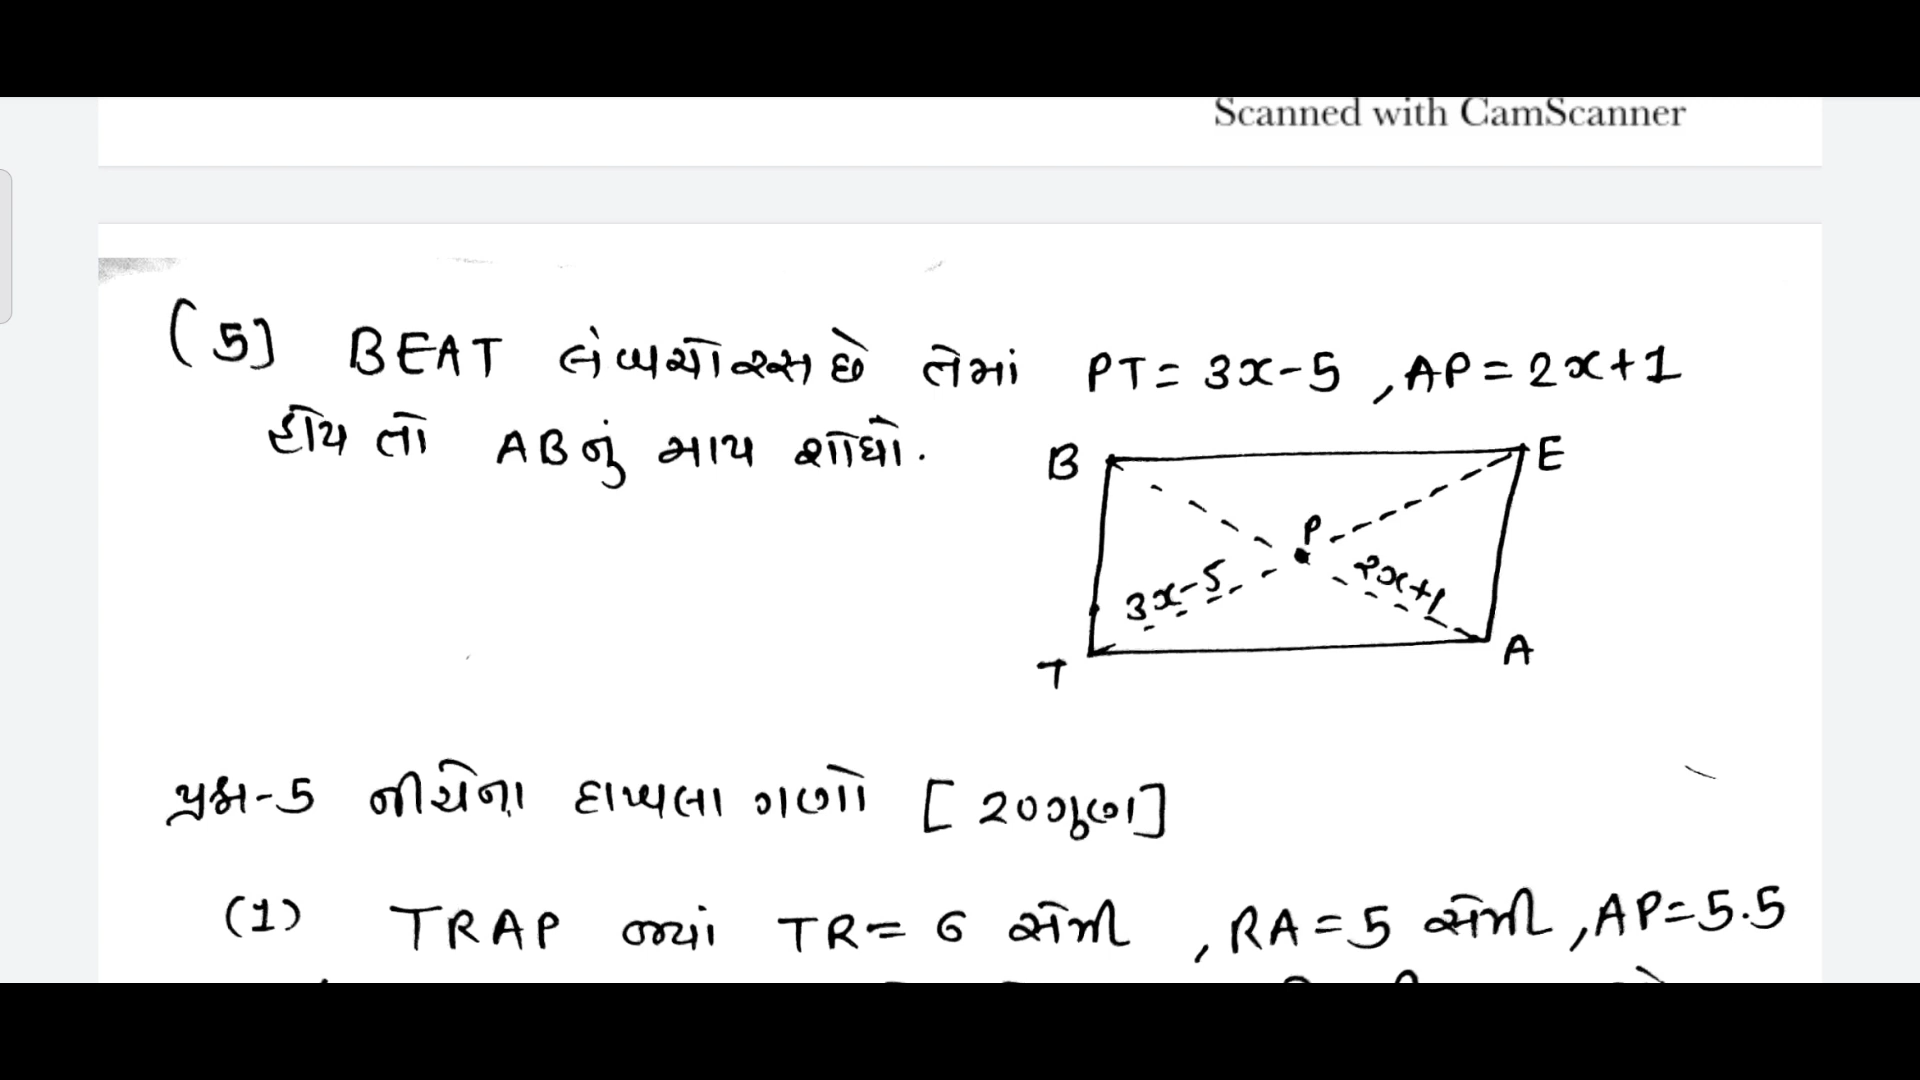 Scanned with CamScanner
(5) BEAT લંબચોરસ છે તેમાં PT = 3x-5 , AP = 2x+1
હોય તો AB નું માપ શોધો.
B
E
P
3x-5
2x+1
T
A
પ્રશ્ન-5 નીચેના દાખલા ગણો [ 20 ગુણ ]
(1) TRAP જ્યાં TR = 6 સેમી , RA = 5 સેમી , AP = 5.5